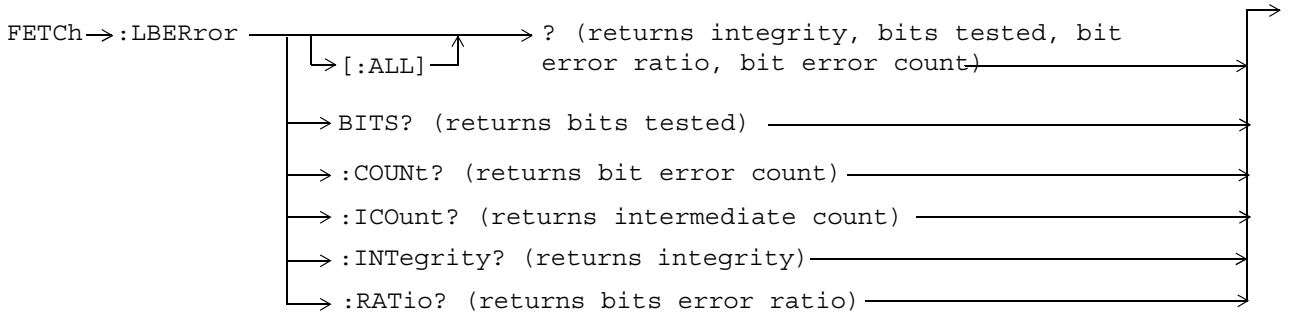 FETCh :LBERror ? (returns integrity, bits tested, bit
[:ALL] error ratio, bit error count)
BITS? (returns bits tested)
:COUNt? (returns bit error count)
:ICOunt? (returns intermediate count)
:INTegrity? (returns integrity)
:RATio? (returns bits error ratio)